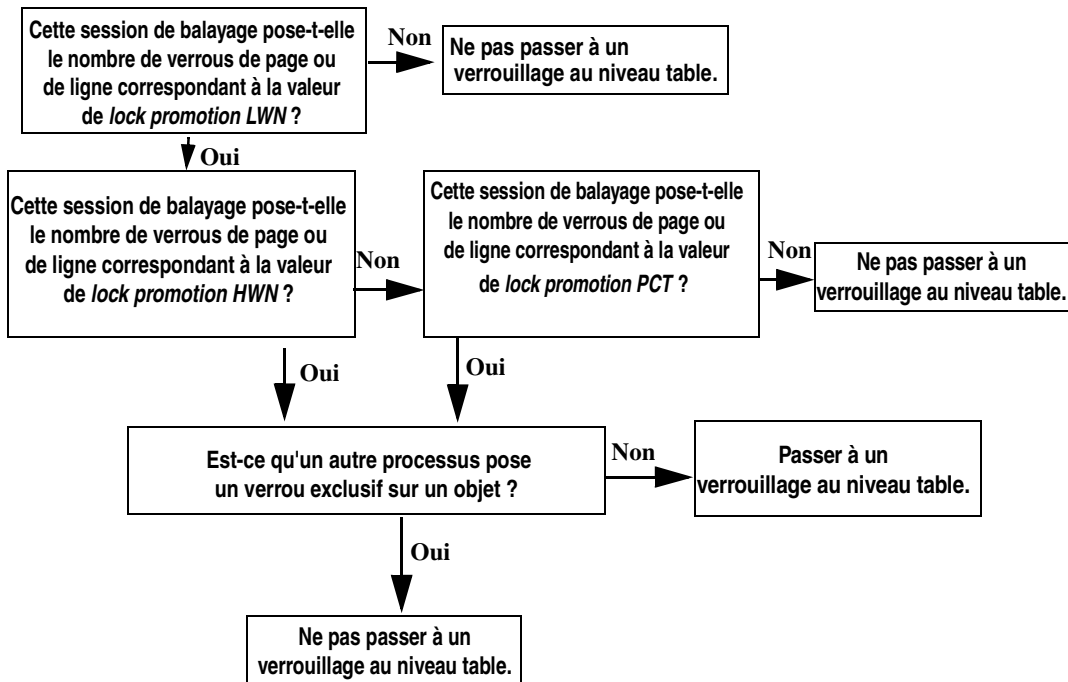 Cette session de balayage pose-t-elle
le nombre de verrous de page ou
de ligne correspondant à la valeur
de lock promotion LWN ?
Non
Ne pas passer à un
verrouillage au niveau table.
Oui
Cette session de balayage pose-t-elle
le nombre de verrous de page ou
de ligne correspondant à la valeur
de lock promotion HWN ?
Non
Cette session de balayage pose-t-elle
le nombre de verrous de page ou
de ligne correspondant à la valeur
de lock promotion PCT ?
Non
Ne pas passer à un
verrouillage au niveau table.
Oui
Oui
Est-ce qu'un autre processus pose
un verrou exclusif sur un objet ?
Non
Passer à un
verrouillage au niveau table.
Oui
Ne pas passer à un
verrouillage au niveau table.